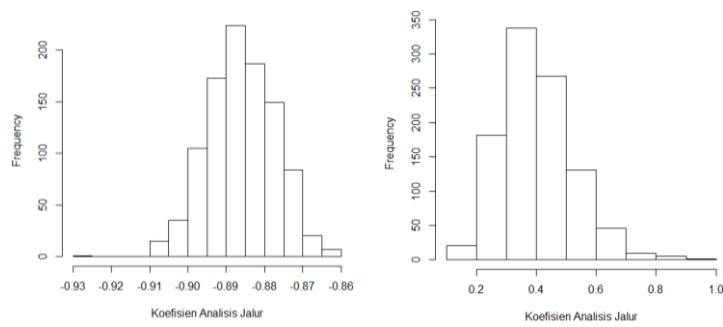 Frequency
0 50 100 150 200
-0.93 -0.92 -0.91 -0.90 -0.89 -0.88 -0.87 -0.86
Koefisien Analisis Jalur
Frequency
0 50 100 150 200 250 300 350
0.2 0.4 0.6 0.8 1.0
Koefisien Analisis Jalur